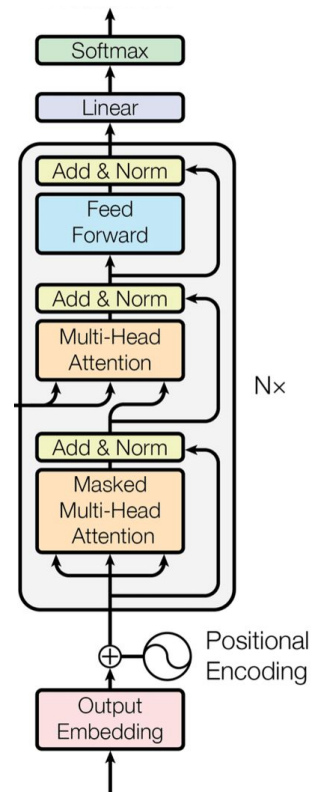 Softmax
Linear
Add & Norm
Feed
Forward
Add & Norm
Multi-Head
Attention
N×
Add & Norm
Masked
Multi-Head
Attention
Positional
Encoding
Output
Embedding